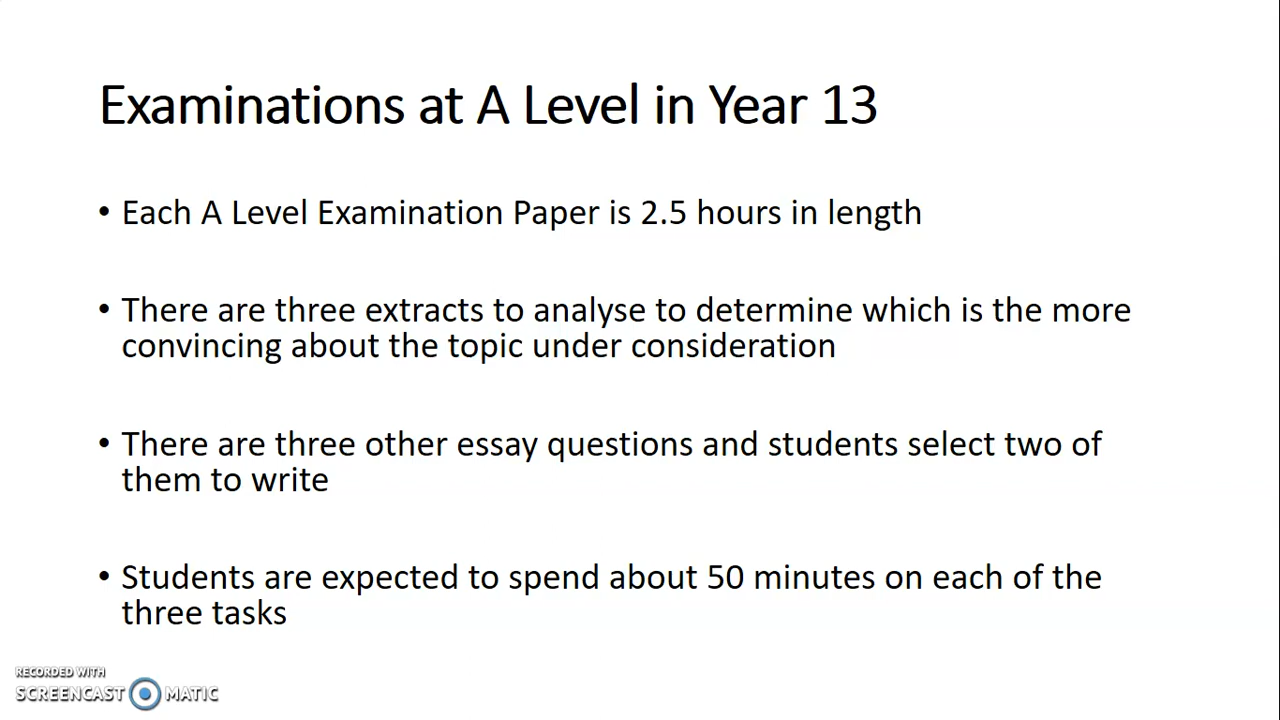 Examinations at A Level in Year 13
• Each A Level Examination Paper is 2.5 hours in length
• There are three extracts to analyse to determine which is the more
convincing about the topic under consideration
• There are three other essay questions and students select two of
them to write
• Students are expected to spend about 50 minutes on each of the
three tasks
RECORDED WITH
SCREENCAST MATIC